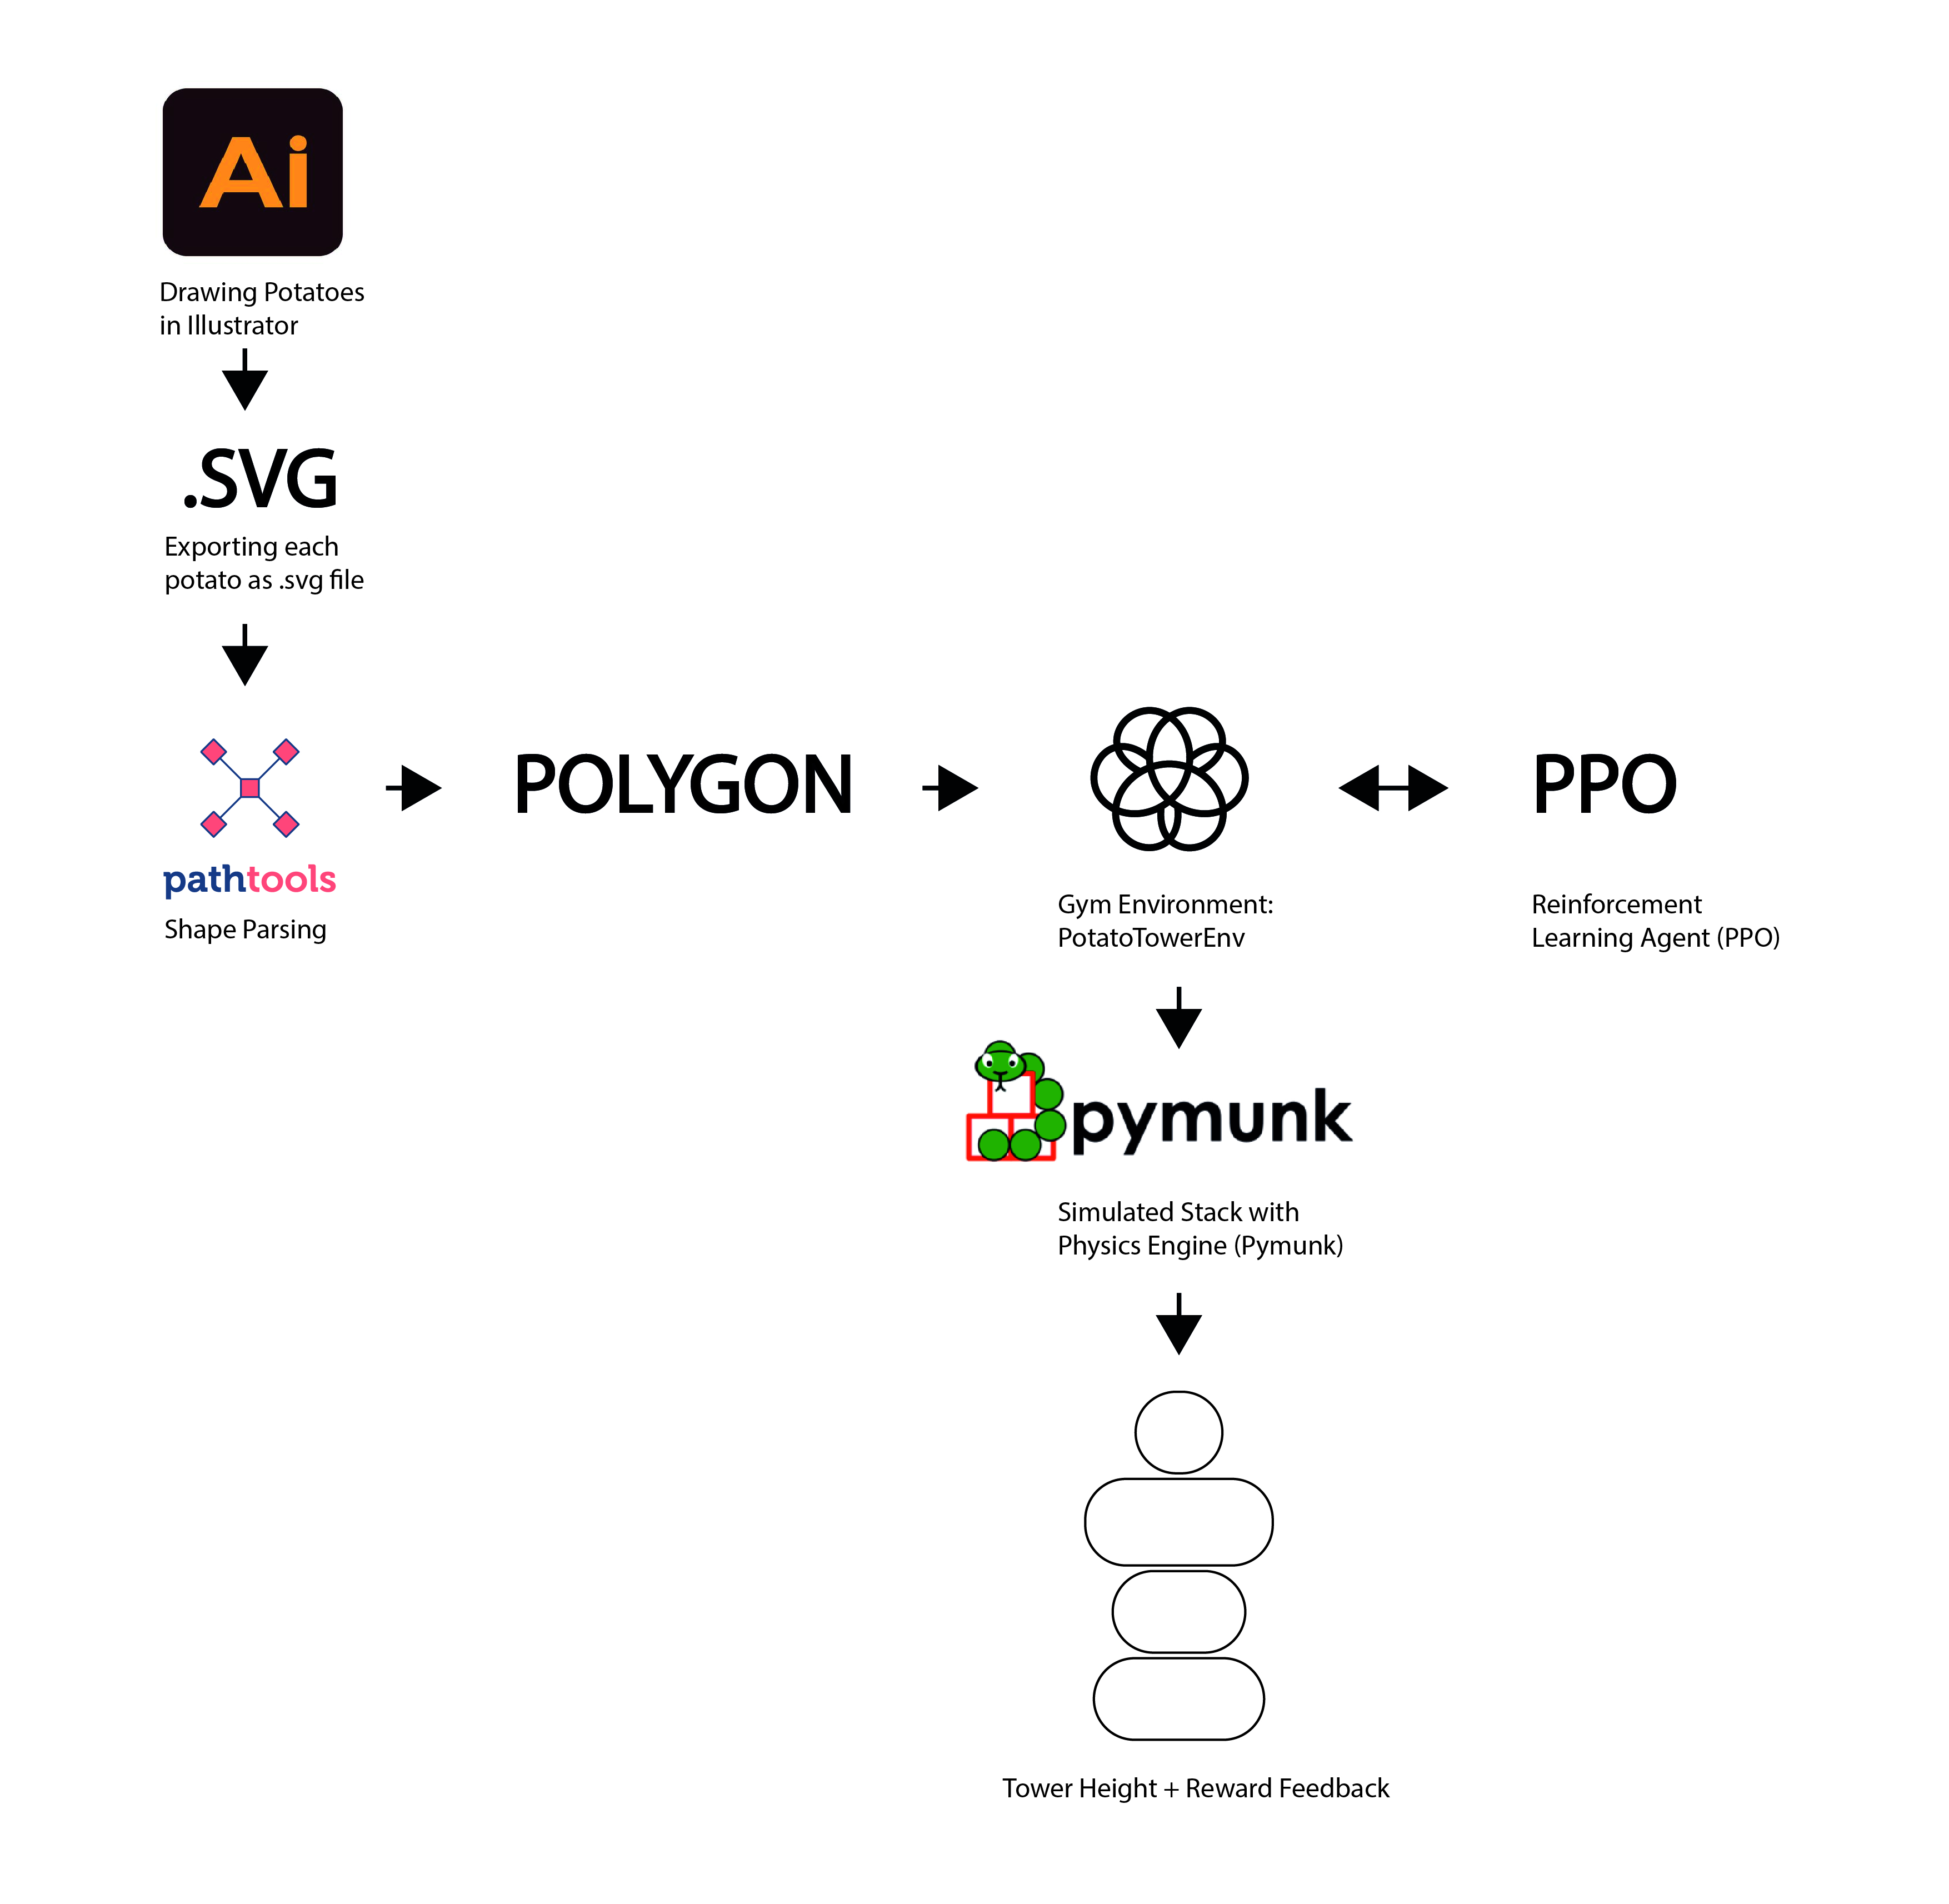 Ai
Drawing Potatoes
in Illustrator
.SVG
Exporting each
potato as .svg file
pathtools
Shape Parsing
POLYGON
Gym Environment:
PotatoTowerEnv
PPO
Reinforcement
Learning Agent (PPO)
pymunk
Simulated Stack with
Physics Engine (Pymunk)
Tower Height + Reward Feedback